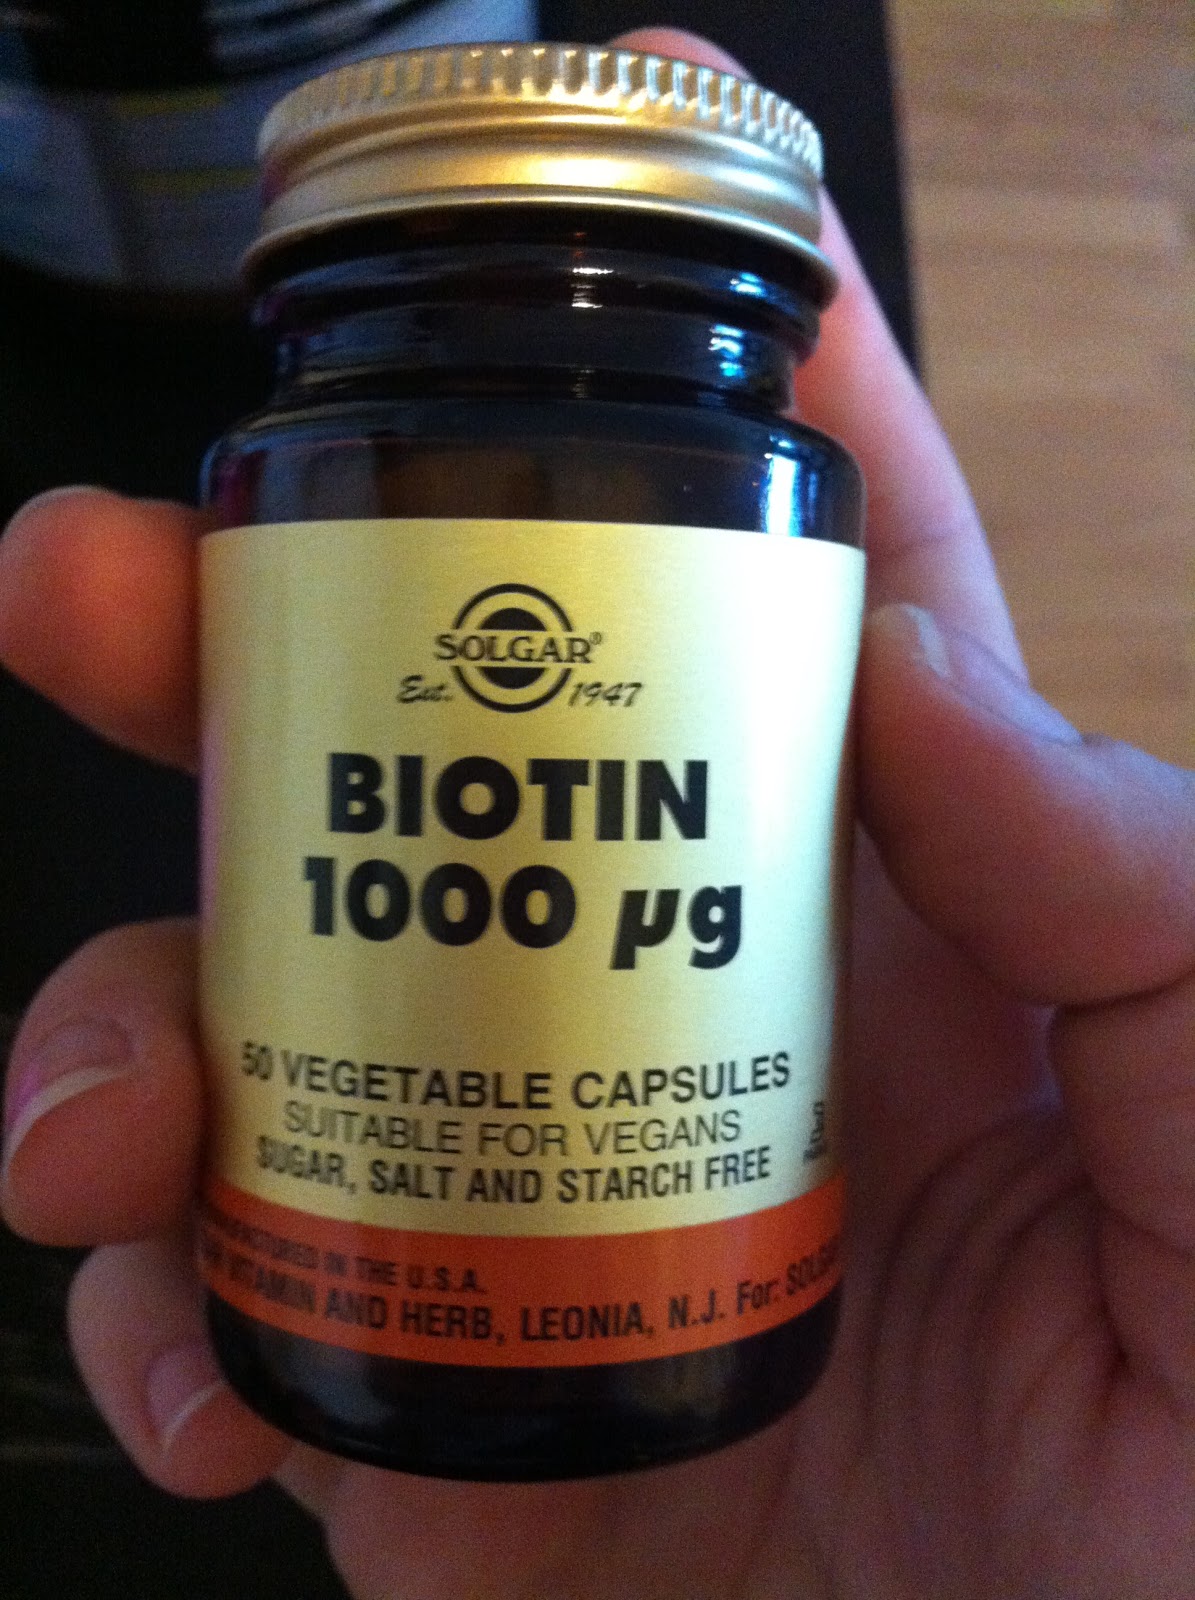 SOLGAR®
Est. 1947
BIOTIN
1000 µg
50 VEGETABLE CAPSULES
SUITABLE FOR VEGANS
SUGAR, SALT AND STARCH FREE
IN THE U.S.A.
VITAMIN AND HERB, LEONIA, N.J. For: